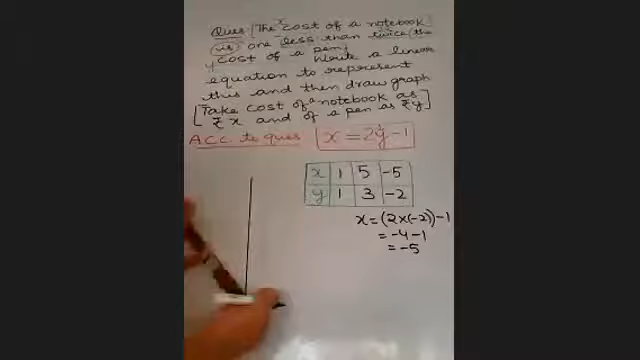 Ques (The cost of a notebook
x
is one less than twice (the
y cost of a pen) Write a linear
equation to represent
this and then draw graph
[Take cost of a notebook as
₹ x and of a pen as ₹ y]
ACC. to ques x = 2y - 1
x 1 5 -5
y 1 3 -2
x = (2×(-2)) - 1
= -4 - 1
= -5